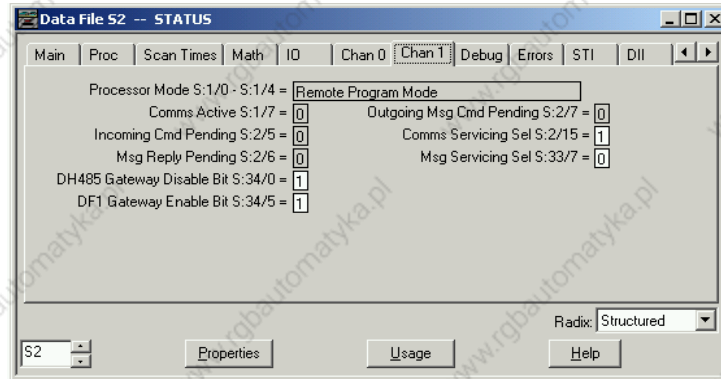 Data File S2 -- STATUS
Main Proc Scan Times Math IO Chan 0 Chan 1 Debug Errors STI DII
Processor Mode S:1/0 - S:1/4 = Remote Program Mode
Comms Active S:1/7 = 0 Outgoing Msg Cmd Pending S:2/7 = 0
Incoming Cmd Pending S:2/5 = 0 Comms Servicing Sel S:2/15 = 1
Msg Reply Pending S:2/6 = 0 Msg Servicing Sel S:33/7 = 0
DH485 Gateway Disable Bit S:34/0 = 1
DF1 Gateway Enable Bit S:34/5 = 1
Radix: Structured
S2 Properties Usage Help
www.rgbautomatyka.pl